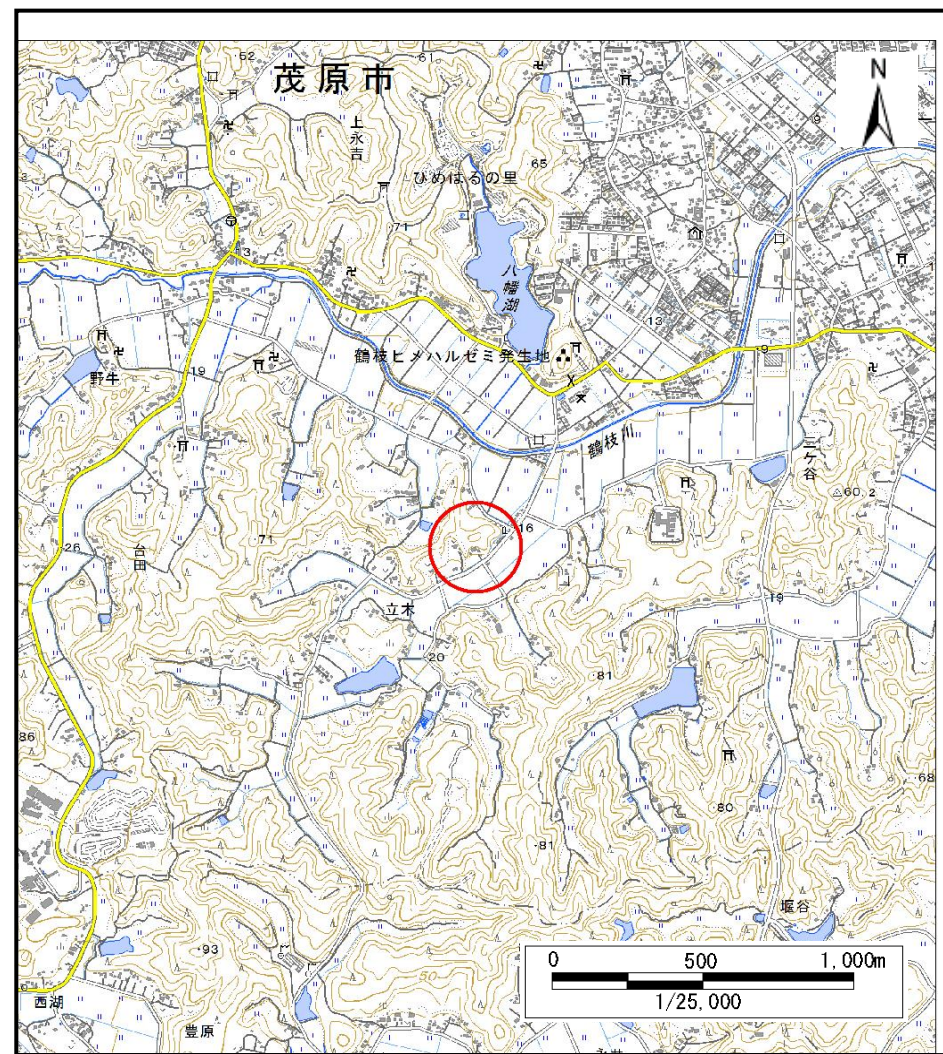 52
61
茂原市
N
9
上永吉
65
ひめはるの里
71
13
八幡湖
13
鶴枝ヒメハルゼミ発生地
9
野牛
19
鶴枝川
二ケ谷
60.2
16
71
26
台田
立木
19
20
81
86
80
68
81
堰谷
93
50
0 500 1,000m
1/25,000
西湖
豊原